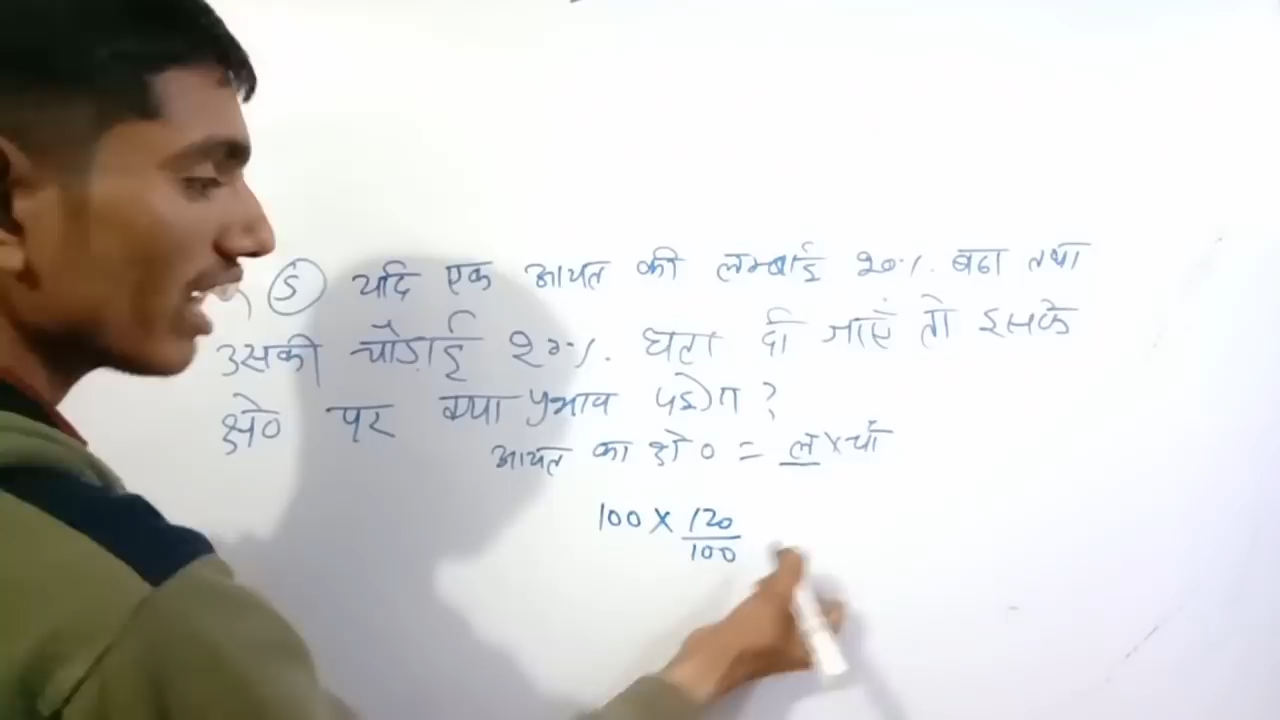 (5) यदि एक आयत की लम्बाई 20%. बढा तथा
उसकी चौड़ाई 20%. घटा दी जाएं तो इसके
क्षे० पर क्या प्रभाव पड़ेगा ?
आयत का क्षे० = ल × चौ
100 × 120/100